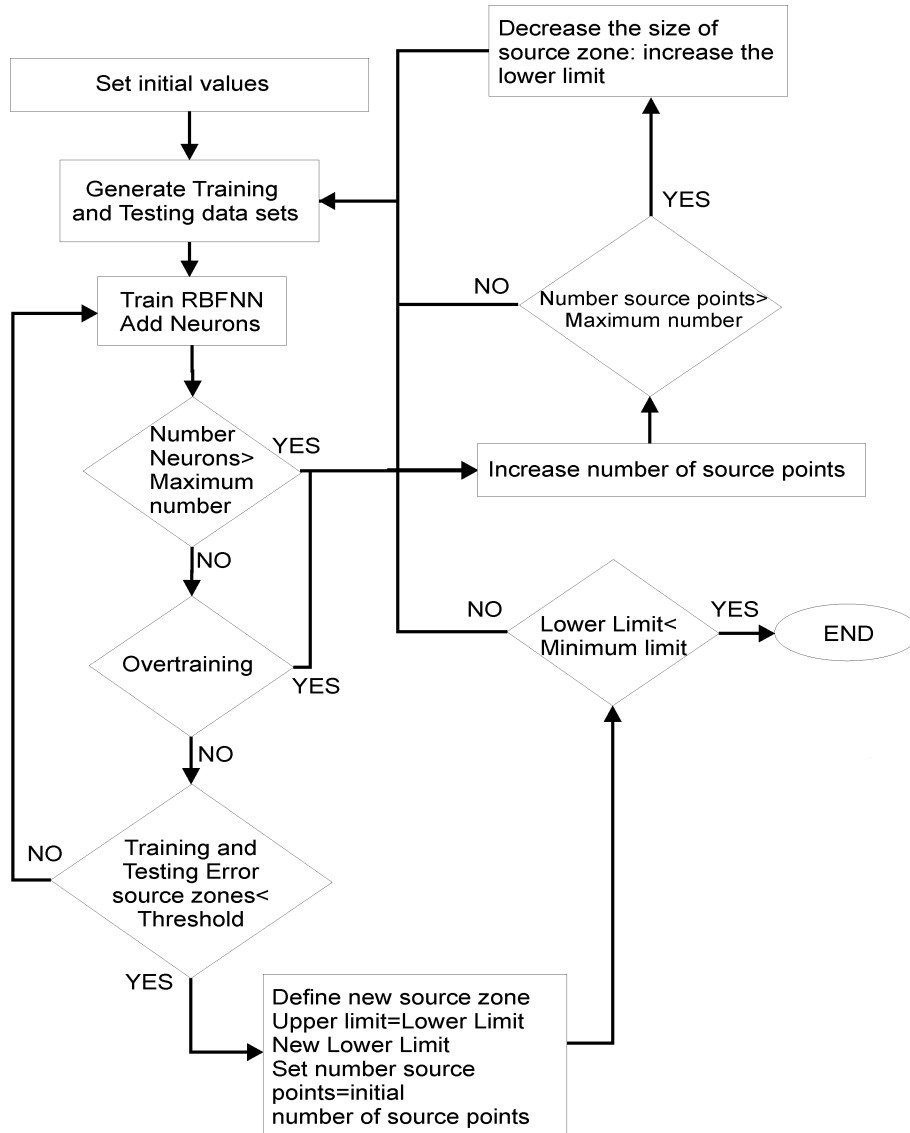 Set initial values
Generate Training
and Testing data sets
Train RBFNN
Add Neurons
Number
Neurons>
Maximum
number
YES
NO
Overtraining
YES
NO
Training and
Testing Error
source zones<
Threshold
NO
YES
Define new source zone
Upper limit=Lower Limit
New Lower Limit
Set number source
points=initial
number of source points
Lower Limit<
Minimum limit
NO
YES
END
Increase number of source points
Number source points>
Maximum number
NO
YES
Decrease the size of
source zone: increase the
lower limit